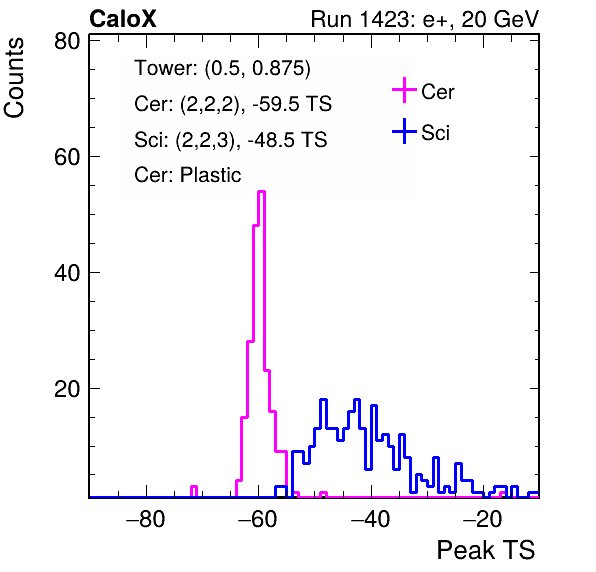 CaloX Run 1423: e+, 20 GeV
Counts
80
60
40
20
Tower: (0.5, 0.875)
Cer: (2,2,2), -59.5 TS
Sci: (2,2,3), -48.5 TS
Cer: Plastic
Cer
Sci
−80 −60 −40 −20
Peak TS